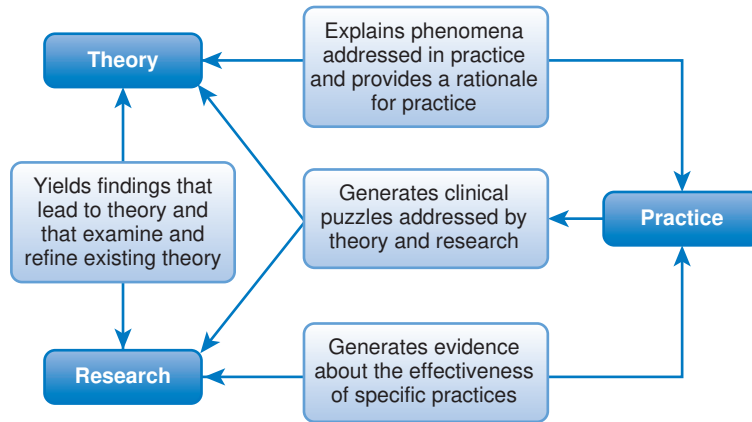 Theory
Explains phenomena
addressed in practice
and provides a rationale
for practice
Yields findings that
lead to theory and
that examine and
refine existing theory
Generates clinical
puzzles addressed by
theory and research
Practice
Research
Generates evidence
about the effectiveness
of specific practices